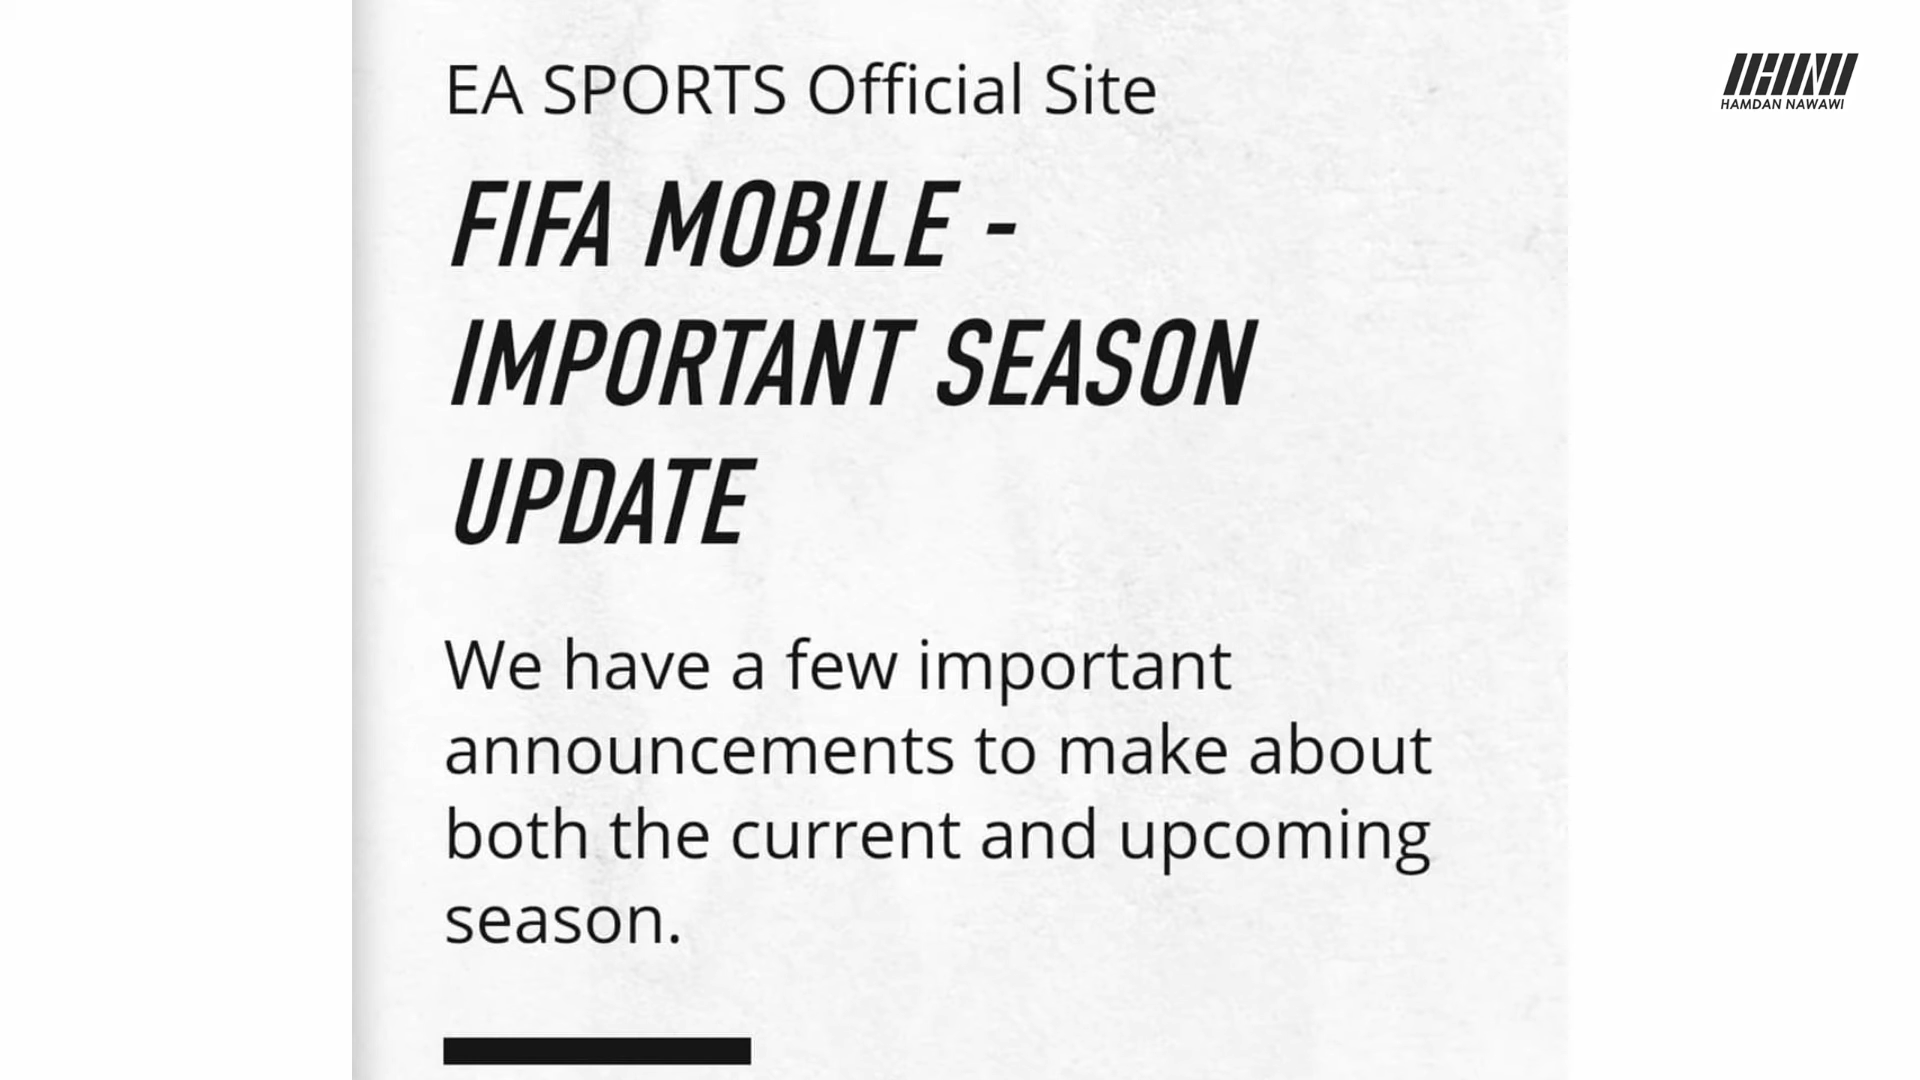 EA SPORTS Official Site
HAMDAN NAWAWI
FIFA MOBILE -
IMPORTANT SEASON
UPDATE
We have a few important
announcements to make about
both the current and upcoming
season.